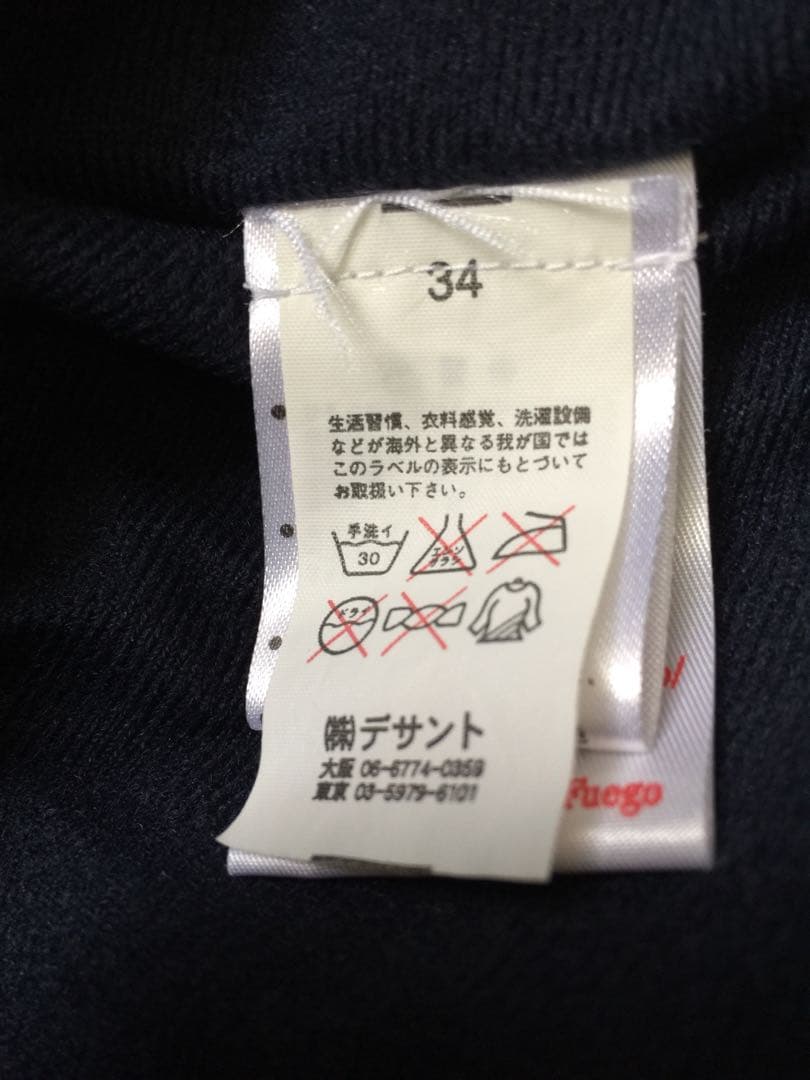 34
生活習慣、衣料感覚、洗濯設備
などが海外と異なる我が国では
このラベルの表示にもとづいて
お取扱い下さい。
手洗イ
30
エンソ
サラシ
ドライ
(株)デサント
大阪 06-6774-0359
東京 03-5979-6101
Fuego